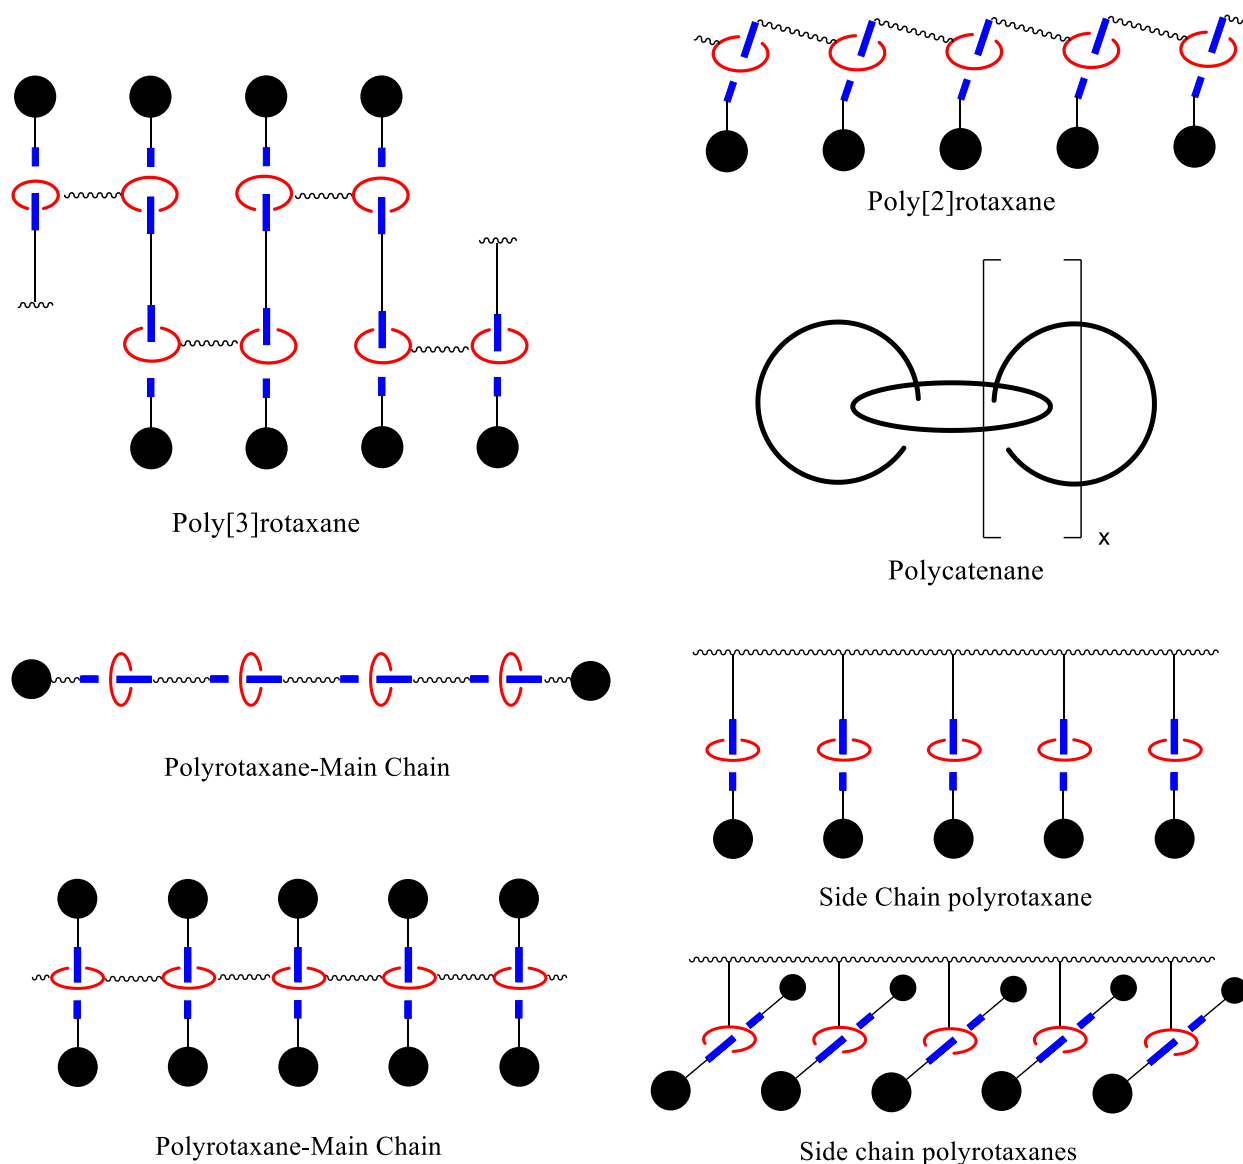 Poly[2]rotaxane
Poly[3]rotaxane
x
Polycatenane
Polyrotaxane-Main Chain
Side Chain polyrotaxane
Polyrotaxane-Main Chain
Side chain polyrotaxanes